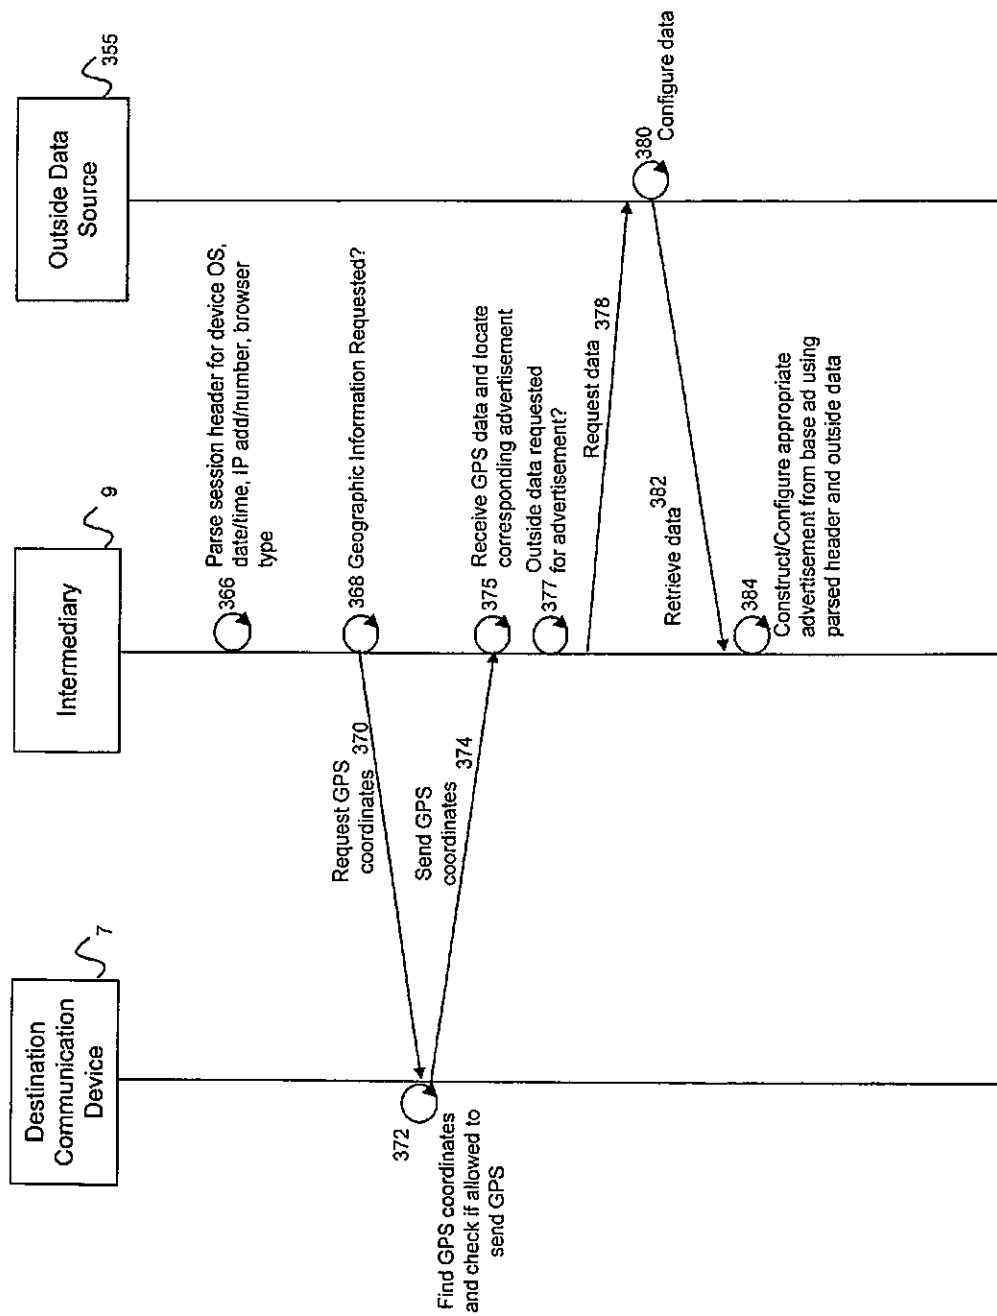 Destination
Communication
Device
7
Intermediary
9
Outside Data
Source
355
366
Parse session header for device OS,
date/time, IP add/number, browser
type
368 Geographic Information Requested?
Request GPS
coordinates 370
372
Find GPS coordinates
and check if allowed to
send GPS
Send GPS
coordinates 374
375
Receive GPS data and locate
corresponding advertisement
377
Outside data requested
for advertisement?
Request data 378
380
Configure data
382
Retrieve data
384
Construct/Configure appropriate
advertisement from base ad using
parsed header and outside data